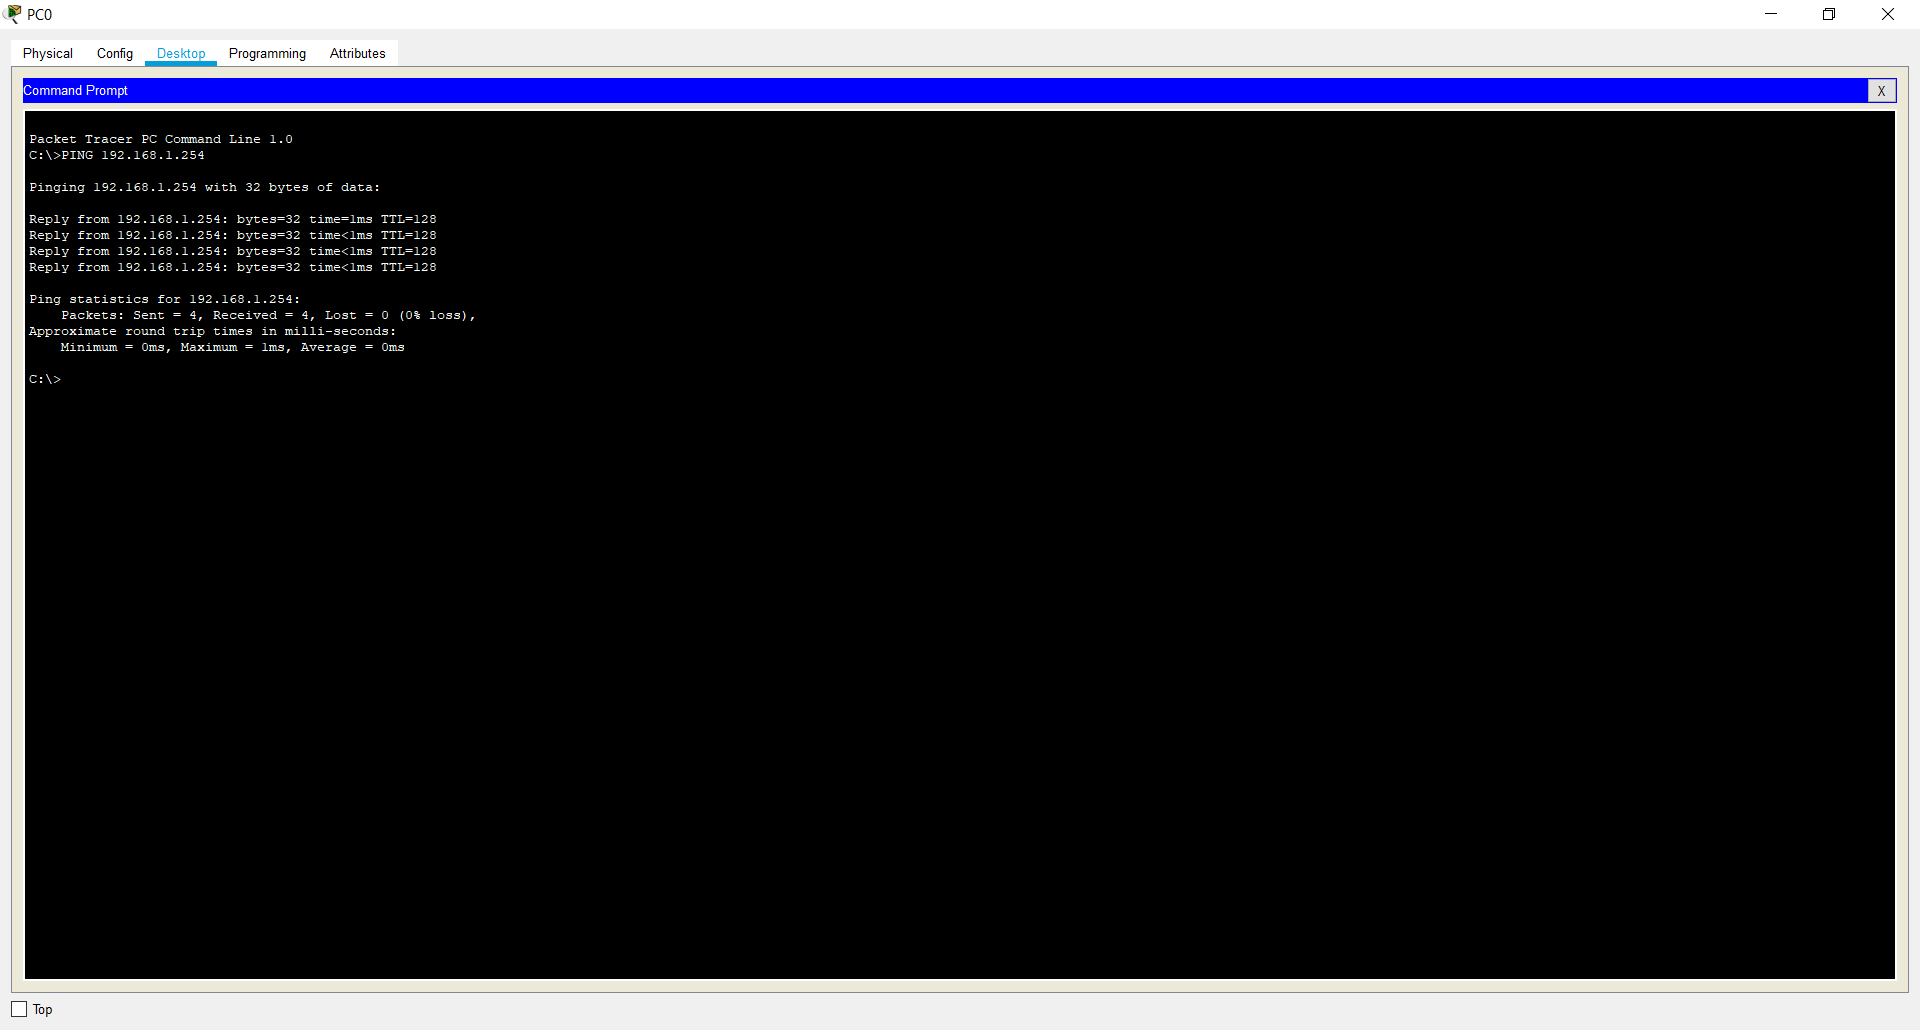 PC0
Physical Config Desktop Programming Attributes
Command Prompt
X
Packet Tracer PC Command Line 1.0
C:\>PING 192.168.1.254
Pinging 192.168.1.254 with 32 bytes of data:
Reply from 192.168.1.254: bytes=32 time=1ms TTL=128
Reply from 192.168.1.254: bytes=32 time<1ms TTL=128
Reply from 192.168.1.254: bytes=32 time<1ms TTL=128
Reply from 192.168.1.254: bytes=32 time<1ms TTL=128
Ping statistics for 192.168.1.254:
    Packets: Sent = 4, Received = 4, Lost = 0 (0% loss),
Approximate round trip times in milli-seconds:
    Minimum = 0ms, Maximum = 1ms, Average = 0ms
C:\>
Top